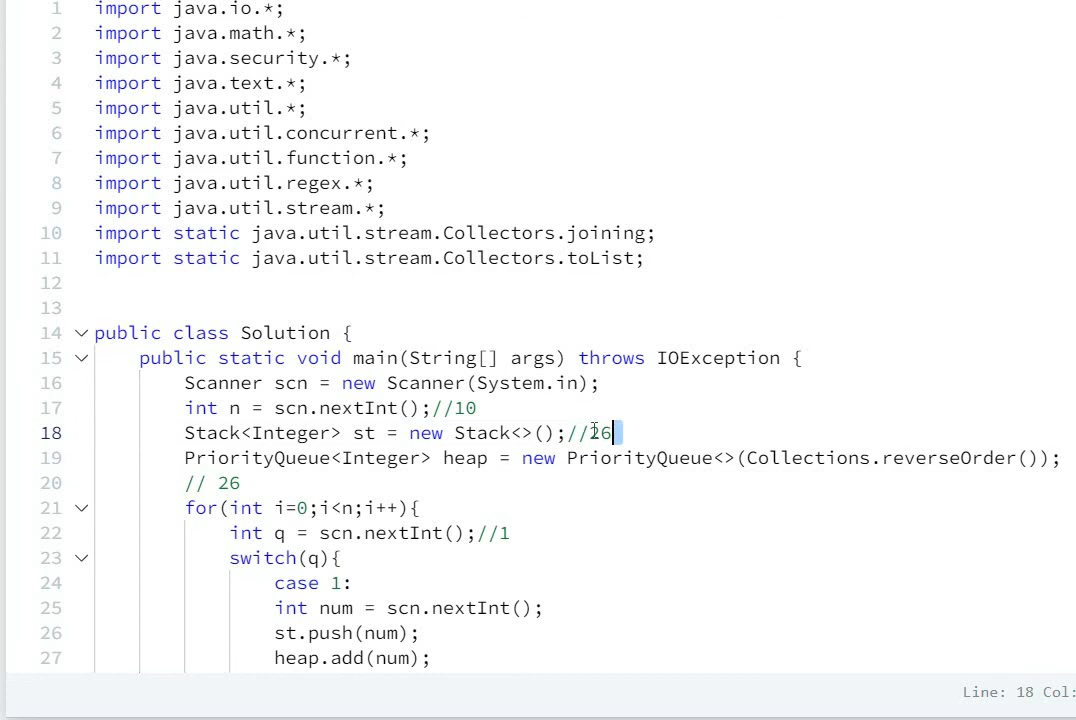 1 import java.io.*;
2 import java.math.*;
3 import java.security.*;
4 import java.text.*;
5 import java.util.*;
6 import java.util.concurrent.*;
7 import java.util.function.*;
8 import java.util.regex.*;
9 import java.util.stream.*;
10 import static java.util.stream.Collectors.joining;
11 import static java.util.stream.Collectors.toList;
12
13
14 public class Solution {
15 public static void main(String[] args) throws IOException {
16 Scanner scn = new Scanner(System.in);
17 int n = scn.nextInt();//10
18 Stack<Integer> st = new Stack<>();//26
19 PriorityQueue<Integer> heap = new PriorityQueue<>(Collections.reverseOrder());
20 // 26
21 for(int i=0;i<n;i++){
22 int q = scn.nextInt();//1
23 switch(q){
24 case 1:
25 int num = scn.nextInt();
26 st.push(num);
27 heap.add(num);
Line: 18 Col: